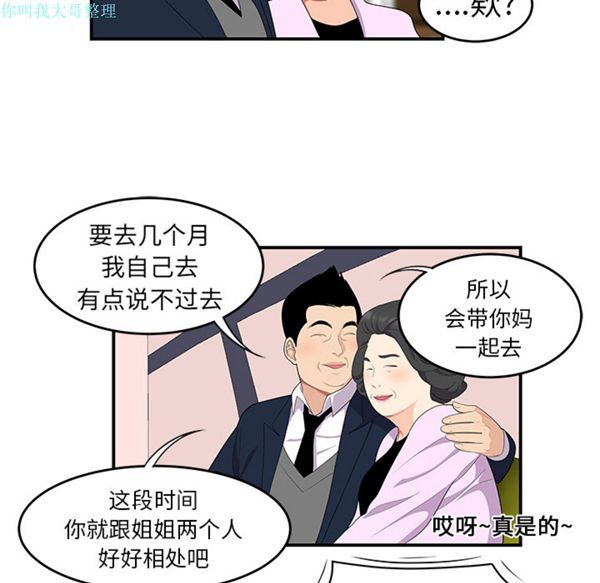 你叫我大哥整理
....欸?
要去几个月
我自己去
有点说不过去
所以
会带你妈
一起去
这段时间
你就跟姐姐两个人
好好相处吧
哎呀~真是的~